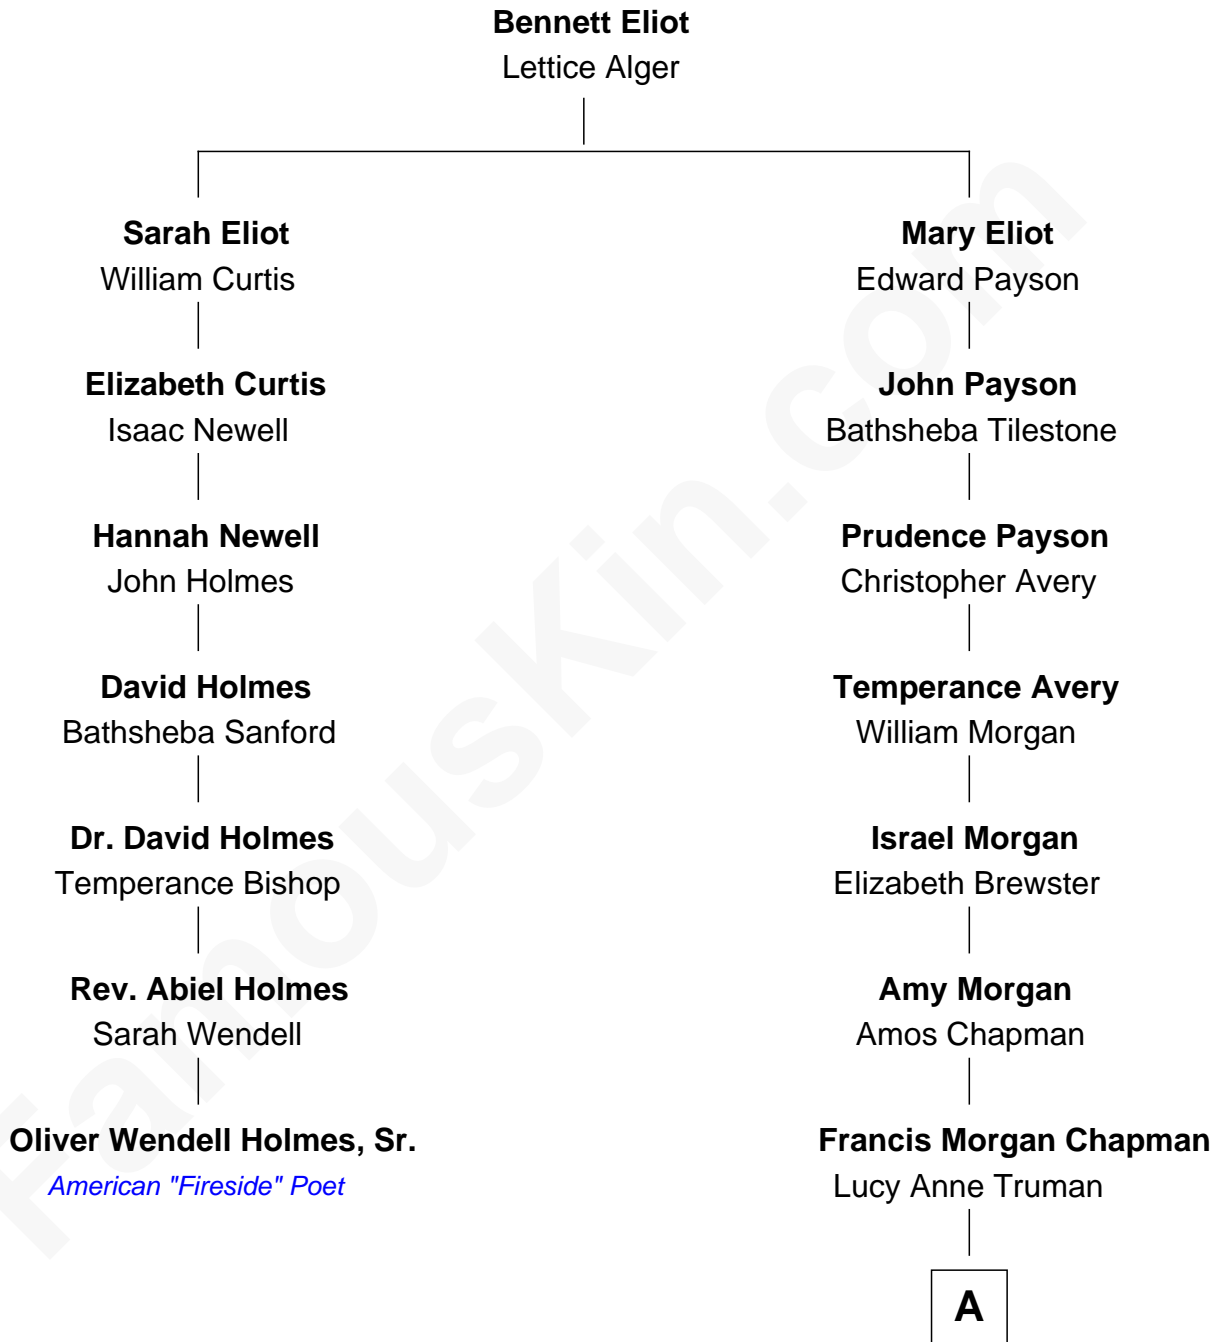 Bennett Eliot
Lettice Alger
Sarah Eliot
William Curtis
Mary Eliot
Edward Payson
Elizabeth Curtis
Isaac Newell
John Payson
Bathsheba Tilestone
Hannah Newell
John Holmes
Prudence Payson
Christopher Avery
David Holmes
Bathsheba Sanford
Temperance Avery
William Morgan
Dr. David Holmes
Temperance Bishop
Israel Morgan
Elizabeth Brewster
Rev. Abiel Holmes
Sarah Wendell
Amy Morgan
Amos Chapman
Oliver Wendell Holmes, Sr.
American "Fireside" Poet
Francis Morgan Chapman
Lucy Anne Truman
A
FamousKin.com